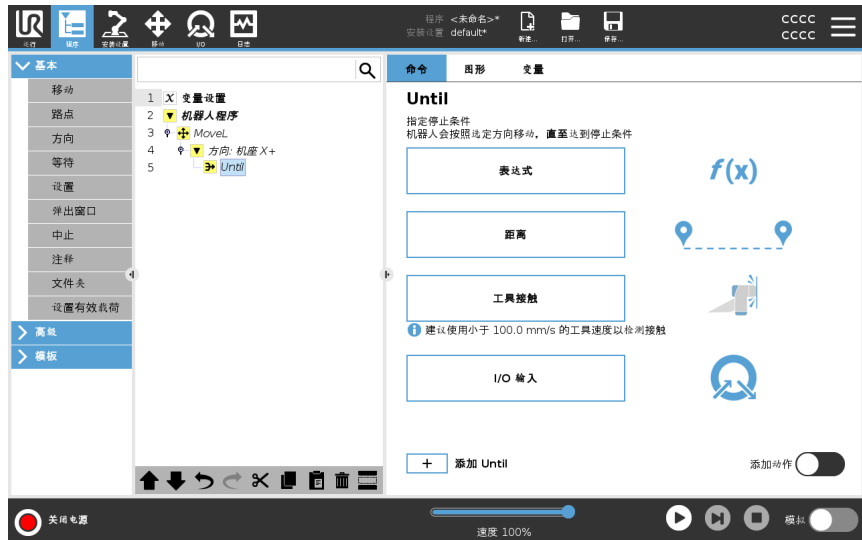 UR
程序 <未命名>*
安装设置 default*
CCCC
CCCC
运行 程序 安装设置 移动 I/O 日志 新建... 打开... 保存...
基本
移动
路点
方向
等待
设置
弹出窗口
中止
注释
文件夹
设置有效载荷
高级
模板
1 X 变量设置
2 机器人程序
3 MoveL
4 方向: 机座 X+
5 Until
命令 图形 变量
Until
指定停止条件
机器人会按照选定方向移动，直至达到停止条件
表达式
f(x)
距离
工具接触
建议使用小于 100.0 mm/s 的工具速度以检测接触
I/O 输入
+ 添加 Until
添加动作
关闭电源
速度 100%
模拟